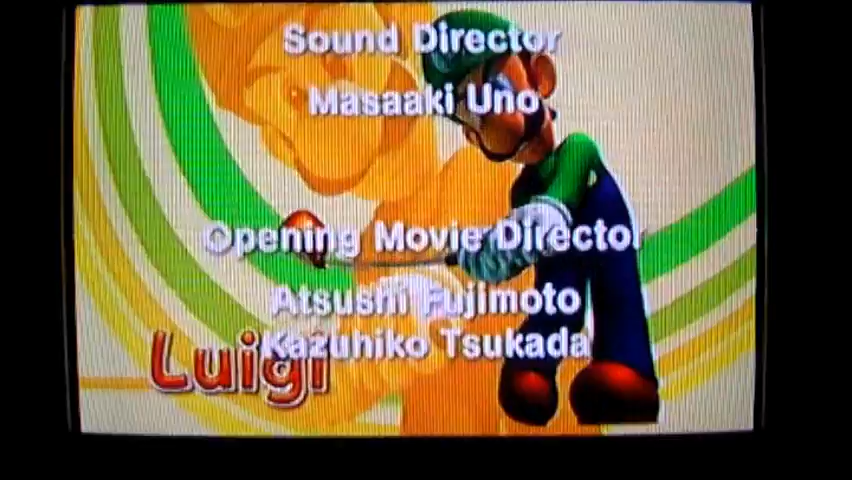 Sound Director
Masaaki Uno
Opening Movie Director
Atsushi Fujimoto
Kazuhiko Tsukada
Luigi